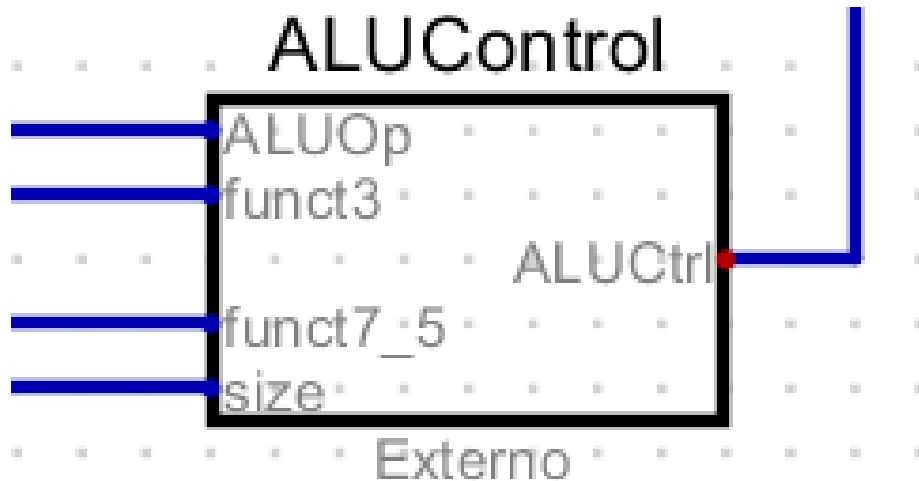 ALUControl
ALUOp
funct3
ALUCtrl
funct7_5
size
Externo